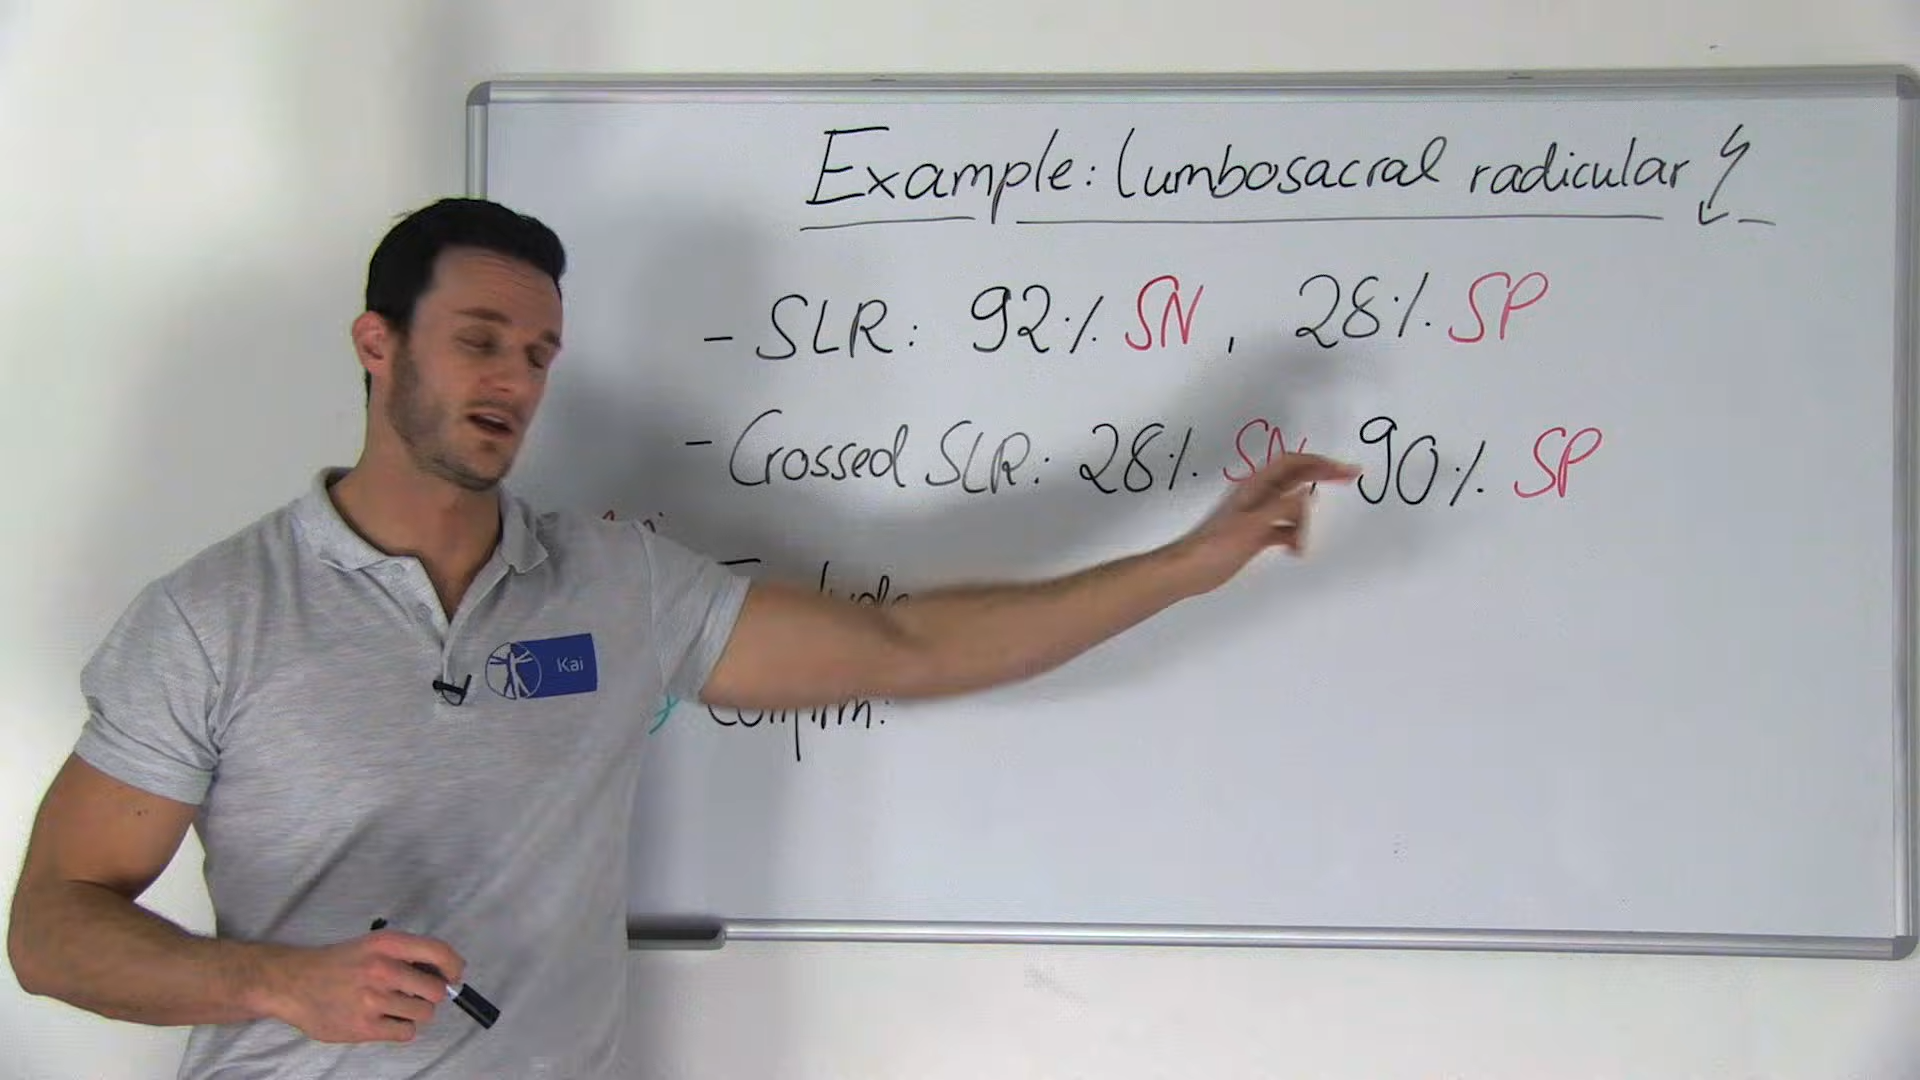 Example: lumbosacral radicular
- SLR: 92% SN, 28% SP
- Crossed SLR: 28% SN, 90% SP
Confirm:
Kai